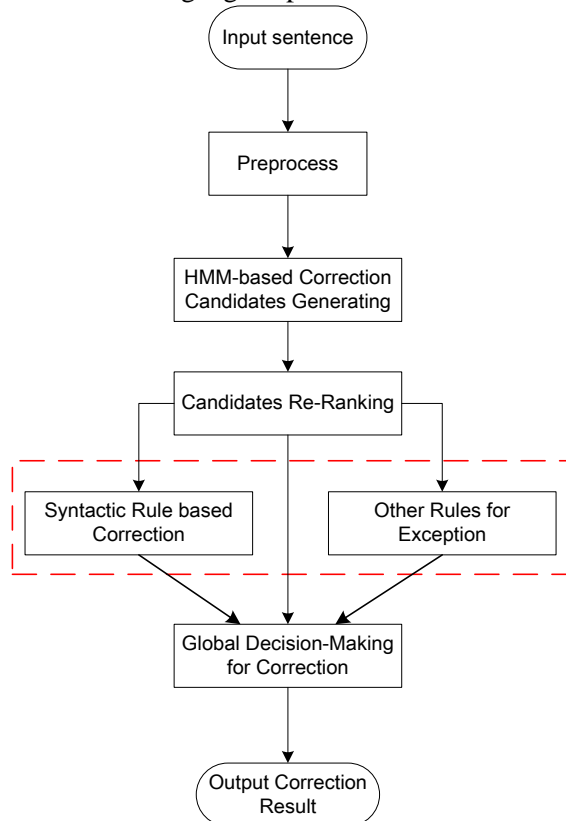 Input sentence
Preprocess
HMM-based Correction
Candidates Generating
Candidates Re-Ranking
Syntactic Rule based
Correction
Other Rules for
Exception
Global Decision-Making
for Correction
Output Correction
Result